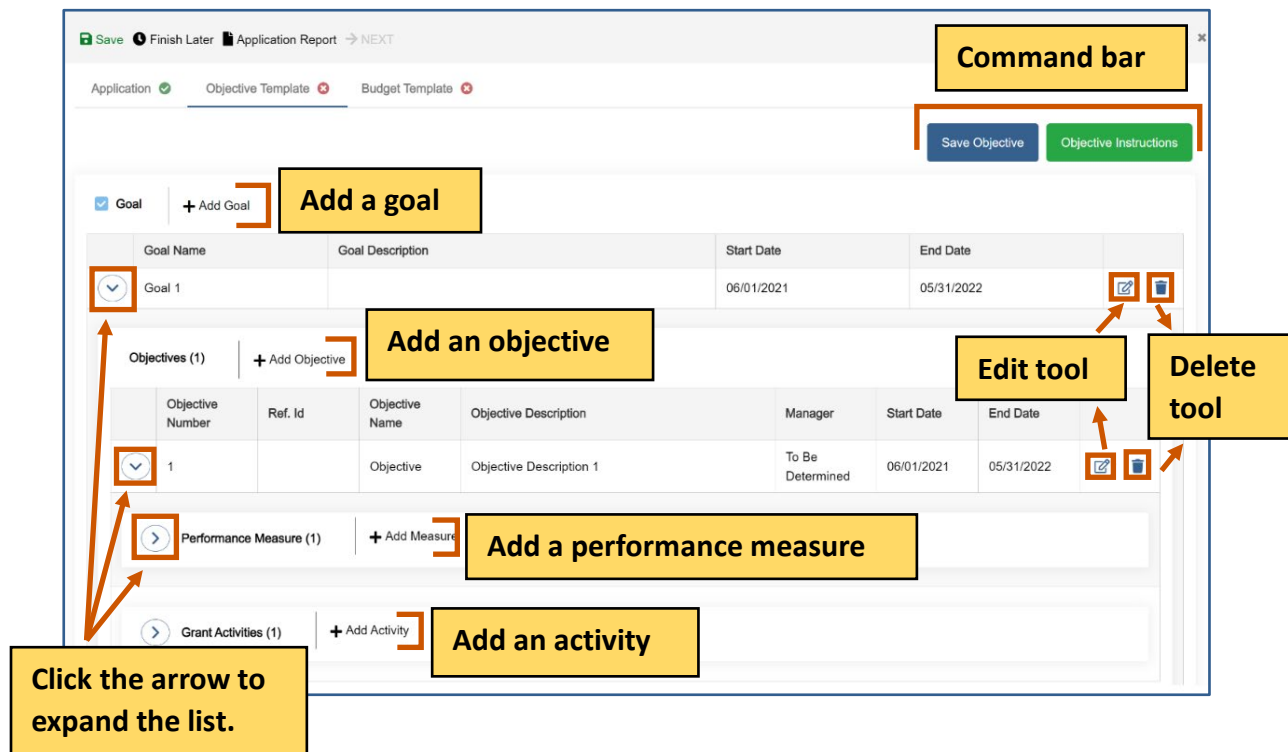 Save Finish Later Application Report NEXT
Command bar
Application Objective Template Budget Template
Save Objective Objective Instructions
Goal + Add Goal
Add a goal
Goal Name Goal Description Start Date End Date
Goal 1 06/01/2021 05/31/2022
Objectives (1) + Add Objective
Add an objective
Edit tool
Delete
tool
Objective
Number
Ref. Id
Objective
Name
Objective Description Manager Start Date End Date
1 Objective Objective Description 1
To Be
Determined
06/01/2021 05/31/2022
Performance Measure (1) + Add Measure
Add a performance measure
Grant Activities (1) + Add Activity
Add an activity
Click the arrow to
expand the list.